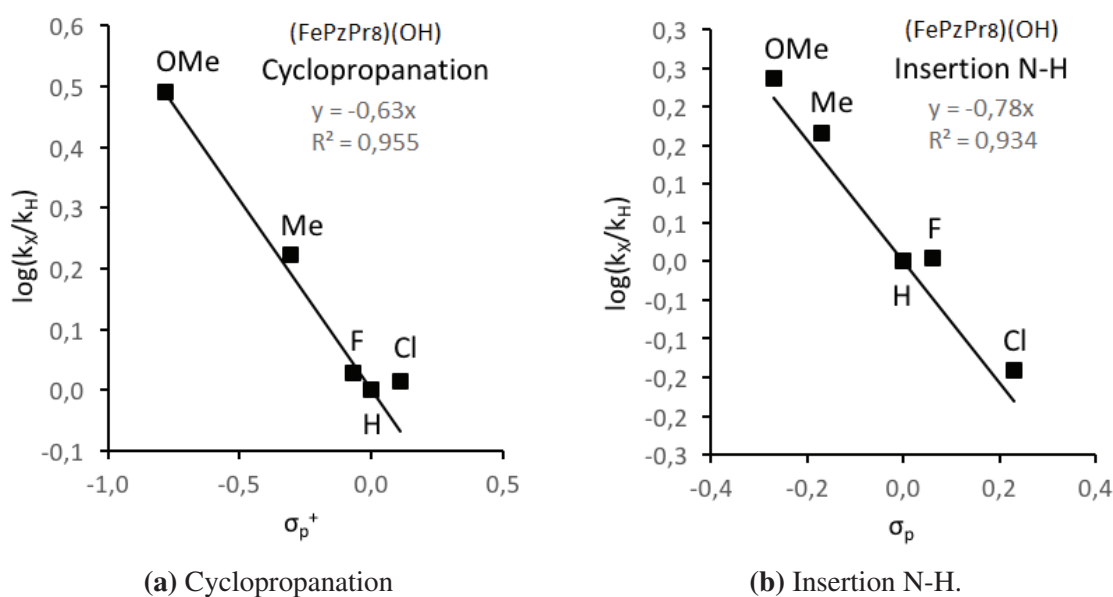 (FePzPr8)(OH)
Cyclopropanation
y = -0,63x
R² = 0,955
OMe
Me
F
Cl
H
log(kX/kH)
0,6
0,5
0,4
0,3
0,2
0,1
0,0
-0,1
-1,0 -0,5 0,0 0,5
σp+
(a) Cyclopropanation
(FePzPr8)(OH)
Insertion N-H
y = -0,78x
R² = 0,934
OMe
Me
F
H
Cl
log(kX/kH)
0,3
0,3
0,2
0,2
0,1
0,1
0,0
-0,1
-0,1
-0,2
-0,2
-0,3
-0,4 -0,2 0,0 0,2 0,4
σp
(b) Insertion N-H.